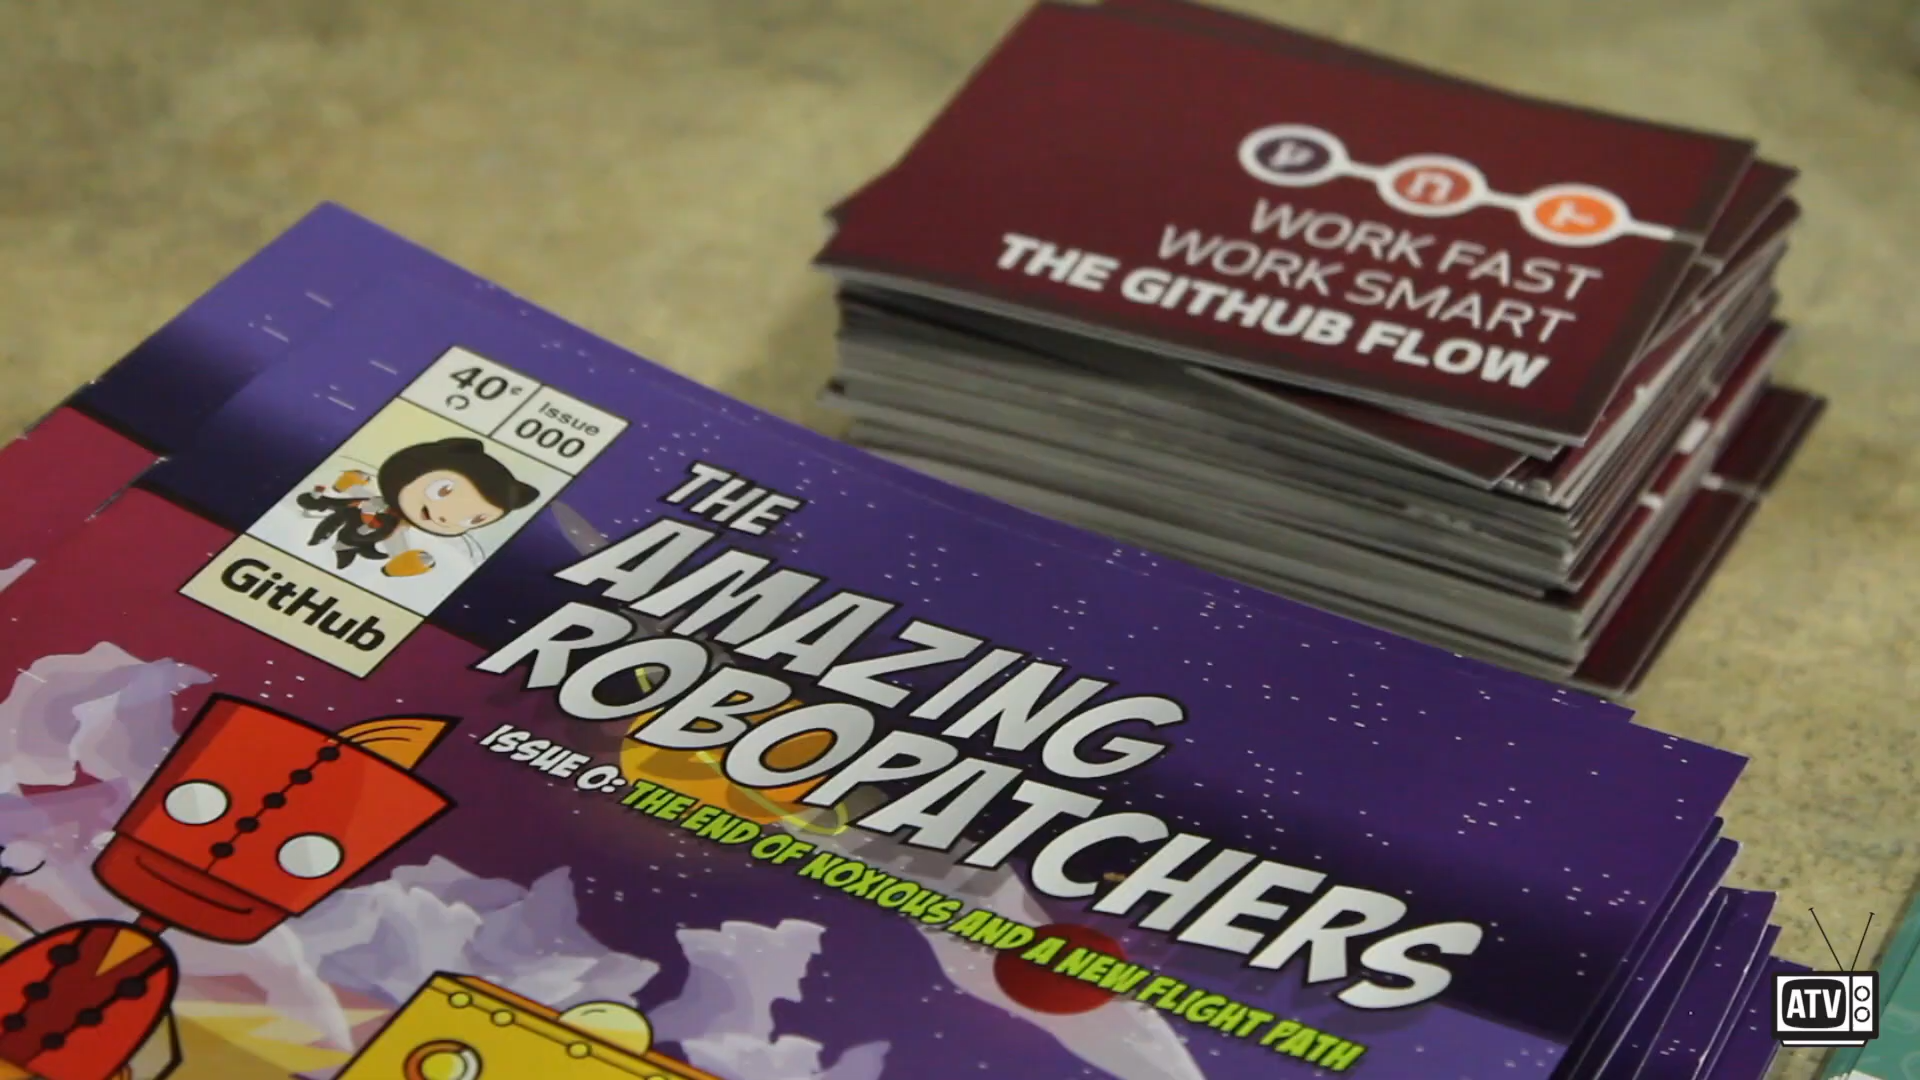 WORK FAST
WORK SMART
THE GITHUB FLOW
40¢
Issue
000
GitHub
THE
AMAZING
ROBOPATCHERS
ISSUE 0: THE END OF NOXIOUS AND A NEW FLIGHT PATH
ATV